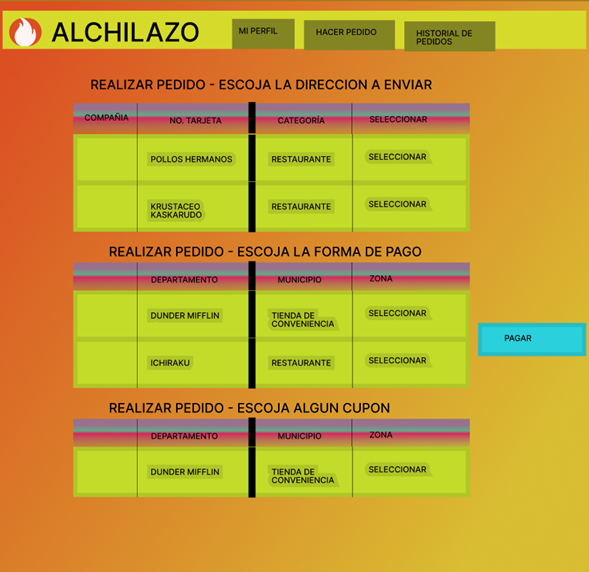 ALCHILAZO
MI PERFIL
HACER PEDIDO
HISTORIAL DE
PEDIDOS
REALIZAR PEDIDO - ESCOJA LA DIRECCION A ENVIAR
COMPAÑIA NO. TARJETA CATEGORÍA SELECCIONAR
POLLOS HERMANOS RESTAURANTE SELECCIONAR
KRUSTACEO
KASKARUDO
RESTAURANTE SELECCIONAR
REALIZAR PEDIDO - ESCOJA LA FORMA DE PAGO
DEPARTAMENTO MUNICIPIO ZONA
DUNDER MIFFLIN
TIENDA DE
CONVENIENCIA
SELECCIONAR
PAGAR
ICHIRAKU RESTAURANTE SELECCIONAR
REALIZAR PEDIDO - ESCOJA ALGUN CUPON
DEPARTAMENTO MUNICIPIO ZONA
DUNDER MIFFLIN
TIENDA DE
CONVENIENCIA
SELECCIONAR